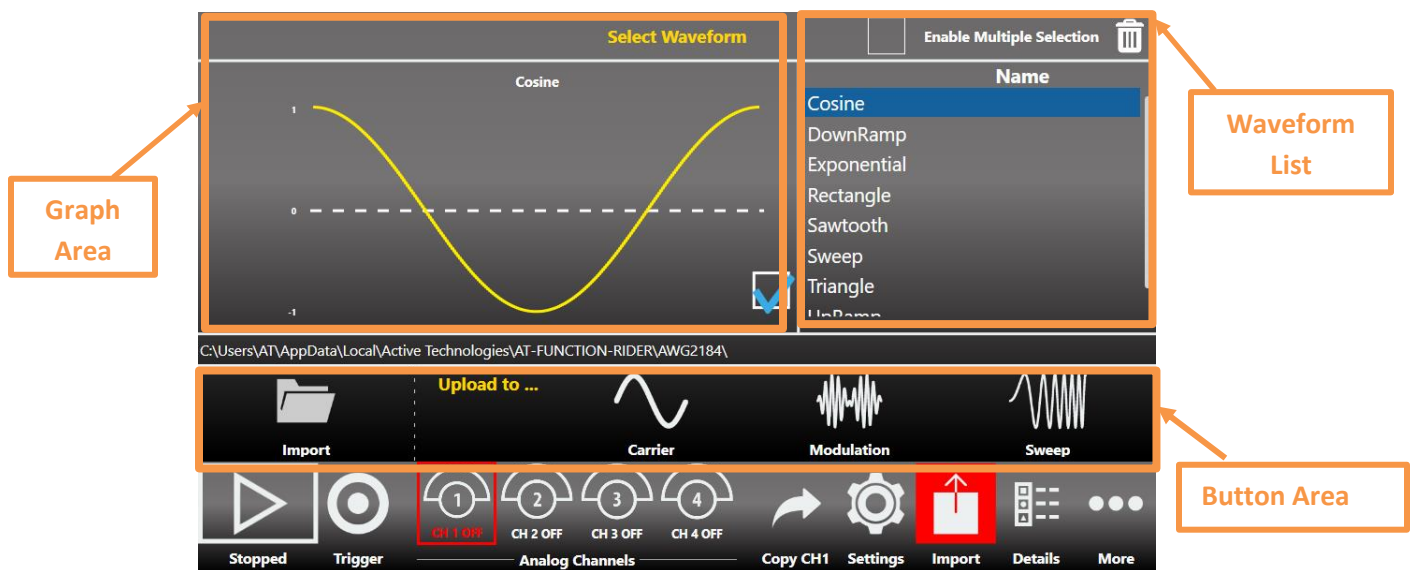 Select Waveform
Enable Multiple Selection
Cosine
1
0
-1
Name
Cosine
DownRamp
Exponential
Rectangle
Sawtooth
Sweep
Triangle
UpRamp
Graph
Area
Waveform
List
C:\Users\AT\AppData\Local\Active Technologies\AT-FUNCTION-RIDER\AWG2184\
Upload to ...
Import
Carrier
Modulation
Sweep
Button Area
1
2
3
4
CH 1 OFF
CH 2 OFF
CH 3 OFF
CH 4 OFF
Stopped
Trigger
Analog Channels
Copy CH1
Settings
Import
Details
More